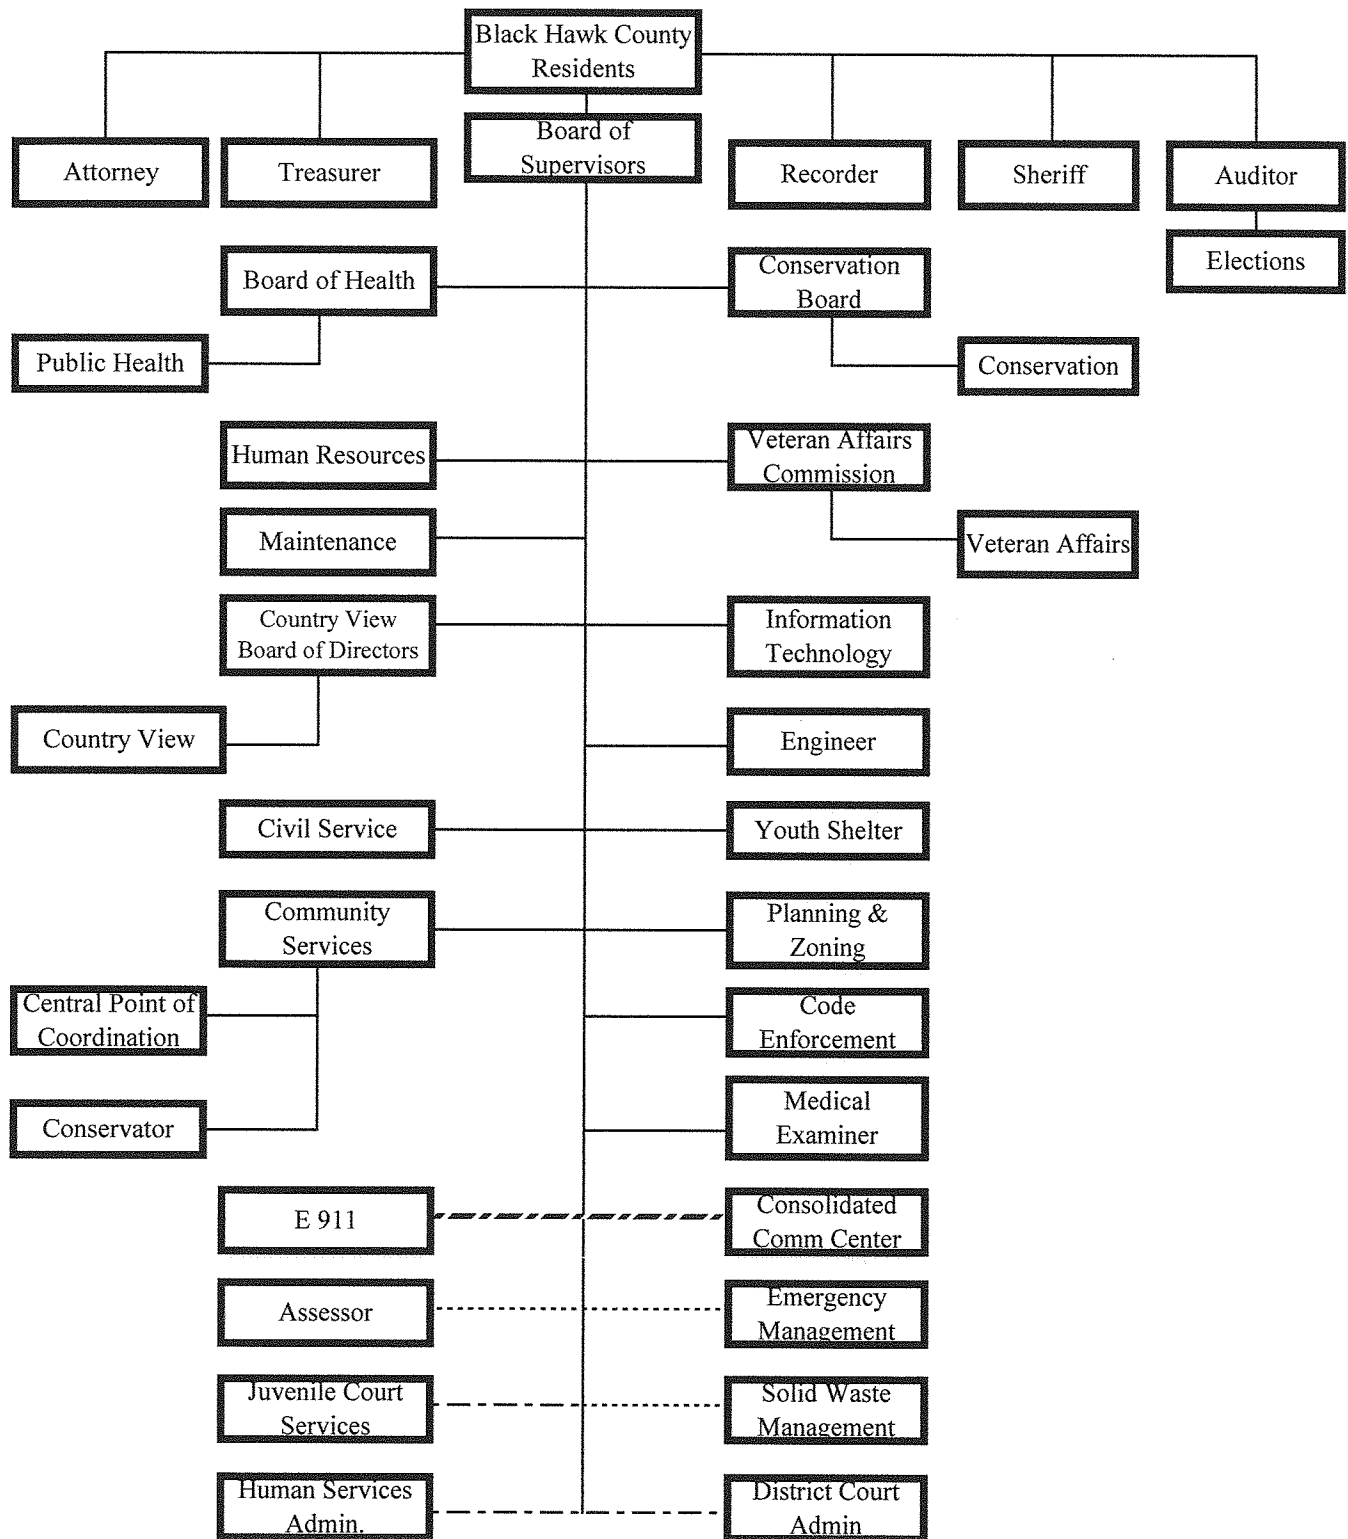 Black Hawk County
Residents
Board of
Supervisors
Attorney
Treasurer
Recorder
Sheriff
Auditor
Elections
Board of Health
Conservation
Board
Public Health
Conservation
Human Resources
Veteran Affairs
Commission
Maintenance
Veteran Affairs
Country View
Board of Directors
Information
Technology
Country View
Engineer
Civil Service
Youth Shelter
Community
Services
Planning &
Zoning
Central Point of
Coordination
Code
Enforcement
Conservator
Medical
Examiner
E 911
Consolidated
Comm Center
Assessor
Emergency
Management
Juvenile Court
Services
Solid Waste
Management
Human Services
Admin.
District Court
Admin